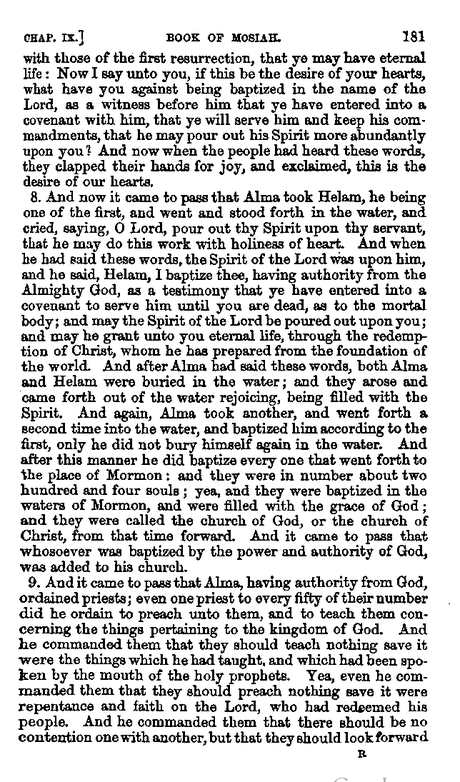 CHAP. IX.] BOOK OF MOSIAH. 181
with those of the first resurrection, that ye may have eternal
life: Now I say unto you, if this be the desire of your hearts,
what have you against being baptized in the name of the
Lord, as a witness before him that ye have entered into a
covenant with him, that ye will serve him and keep his com-
mandments, that he may pour out his Spirit more abundantly
upon you? And now when the people had heard these words,
they clapped their hands for joy, and exclaimed, this is the
desire of our hearts.
8. And now it came to pass that Alma took Helam, he being
one of the first, and went and stood forth in the water, and
cried, saying, O Lord, pour out thy Spirit upon thy servant,
that he may do this work with holiness of heart. And when
he had said these words, the Spirit of the Lord was upon him,
and he said, Helam, I baptize thee, having authority from the
Almighty God, as a testimony that ye have entered into a
covenant to serve him until you are dead, as to the mortal
body; and may the Spirit of the Lord be poured out upon you;
and may he grant unto you eternal life, through the redemp-
tion of Christ, whom he has prepared from the foundation of
the world. And after Alma had said these words, both Alma
and Helam were buried in the water; and they arose and
came forth out of the water rejoicing, being filled with the
Spirit. And again, Alma took another, and went forth a
second time into the water, and baptized him according to the
first, only he did not bury himself again in the water. And
after this manner he did baptize every one that went forth to
the place of Mormon: and they were in number about two
hundred and four souls; yea, and they were baptized in the
waters of Mormon, and were filled with the grace of God;
and they were called the church of God, or the church of
Christ, from that time forward. And it came to pass that
whosoever was baptized by the power and authority of God,
was added to his church.
9. And it came to pass that Alma, having authority from God,
ordained priests; even one priest to every fifty of their number
did he ordain to preach unto them, and to teach them con-
cerning the things pertaining to the kingdom of God. And
he commanded them that they should teach nothing save it
were the things which he had taught, and which had been spo-
ken by the mouth of the holy prophets. Yea, even he com-
manded them that they should preach nothing save it were
repentance and faith on the Lord, who had redeemed his
people. And he commanded them that there should be no
contention one with another, but that they should look forward
R